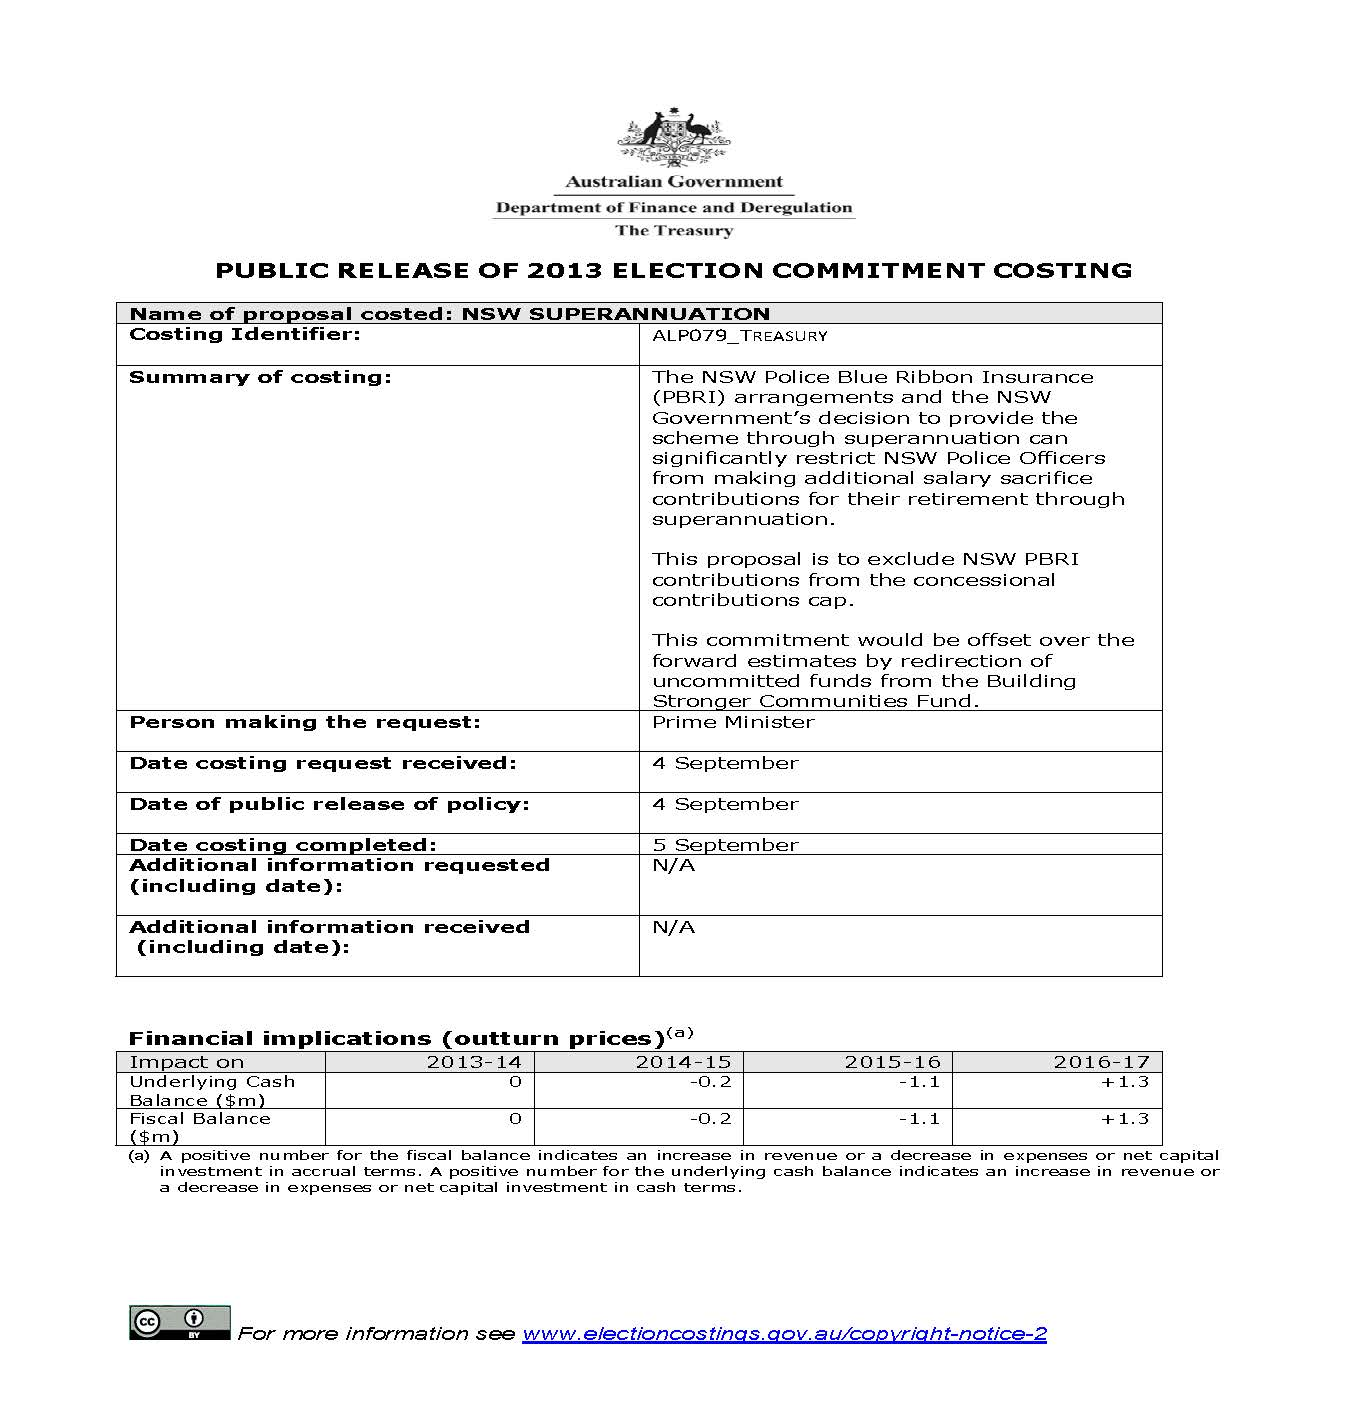 AUSTRALIA
Australian Government
Department of Finance and Deregulation
The Treasury
PUBLIC RELEASE OF 2013 ELECTION COMMITMENT COSTING
Name of proposal costed: NSW SUPERANNUATION
Costing Identifier: ALP079_TREASURY
Summary of costing: The NSW Police Blue Ribbon Insurance
(PBRI) arrangements and the NSW
Government’s decision to provide the
scheme through superannuation can
significantly restrict NSW Police Officers
from making additional salary sacrifice
contributions for their retirement through
superannuation.
This proposal is to exclude NSW PBRI
contributions from the concessional
contributions cap.
This commitment would be offset over the
forward estimates by redirection of
uncommitted funds from the Building
Stronger Communities Fund.
Person making the request: Prime Minister
Date costing request received: 4 September
Date of public release of policy: 4 September
Date costing completed: 5 September
Additional information requested N/A
(including date):
Additional information received N/A
(including date):
Financial implications (outturn prices)(a)
Impact on 2013-14 2014-15 2015-16 2016-17
Underlying Cash 0 -0.2 -1.1 +1.3
Balance ($m)
Fiscal Balance 0 -0.2 -1.1 +1.3
($m)
(a) A positive number for the fiscal balance indicates an increase in revenue or a decrease in expenses or net capital
investment in accrual terms. A positive number for the underlying cash balance indicates an increase in revenue or
a decrease in expenses or net capital investment in cash terms.
cc BY For more information see www.electioncostings.gov.au/copyright-notice-2